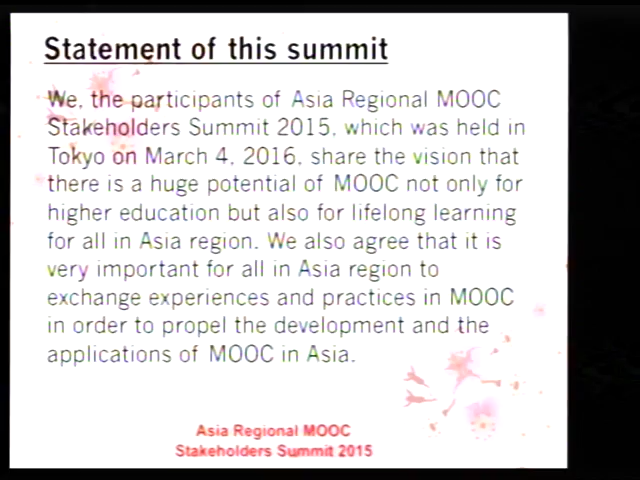 Statement of this summit
We, the participants of Asia Regional MOOC
Stakeholders Summit 2015, which was held in
Tokyo on March 4, 2016, share the vision that
there is a huge potential of MOOC not only for
higher education but also for lifelong learning
for all in Asia region. We also agree that it is
very important for all in Asia region to
exchange experiences and practices in MOOC
in order to propel the development and the
applications of MOOC in Asia.
Asia Regional MOOC
Stakeholders Summit 2015